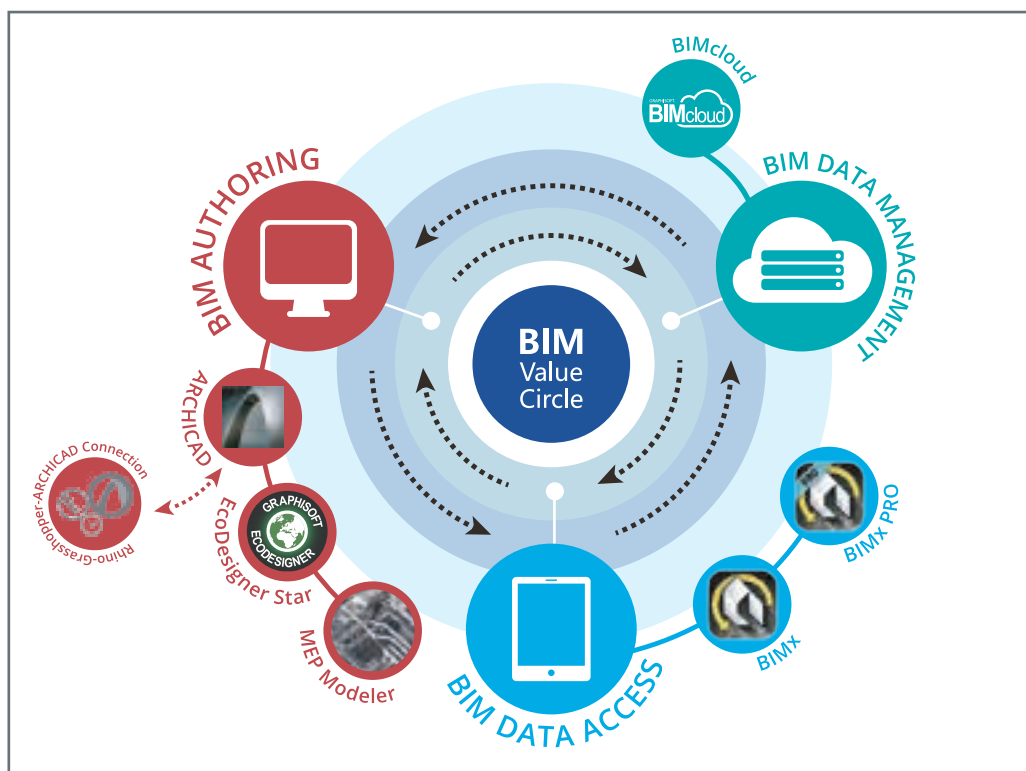 BIMcloud
GRAPHISOFT
BIMcloud
BIM AUTHORING
BIM DATA MANAGEMENT
BIM
Value
Circle
ARCHICAD
Rhino-Grasshopper-ARCHICAD Connection
GRAPHISOFT
ECODESIGNER
EcoDesigner Star
MEP Modeler
BIMx PRO
BIMx
BIM DATA ACCESS